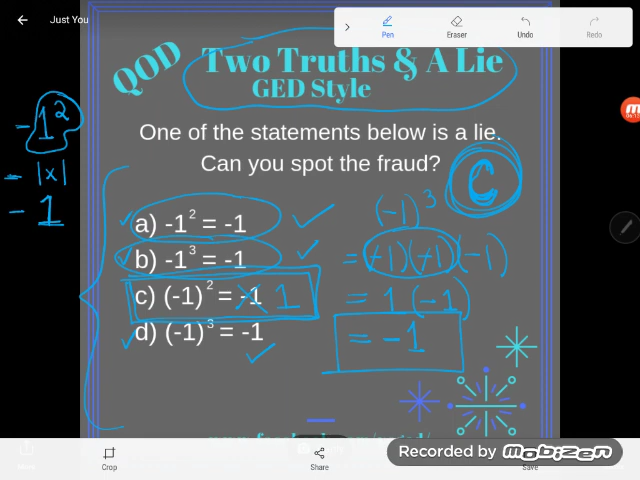 Just You
Pen
Eraser
Undo
Redo
QOD
Two Truths & A Lie
GED Style
One of the statements below is a lie.
Can you spot the fraud?
C
a) -1² = -1
b) -1³ = -1
c) (-1)² = -1 1
d) (-1)³ = -1
-1²
= 1x1
- 1
(-1)³
= (-1)(-1)(-1)
= 1(-1)
= -1
Crop
Share
Save
Recorded by
mobizen